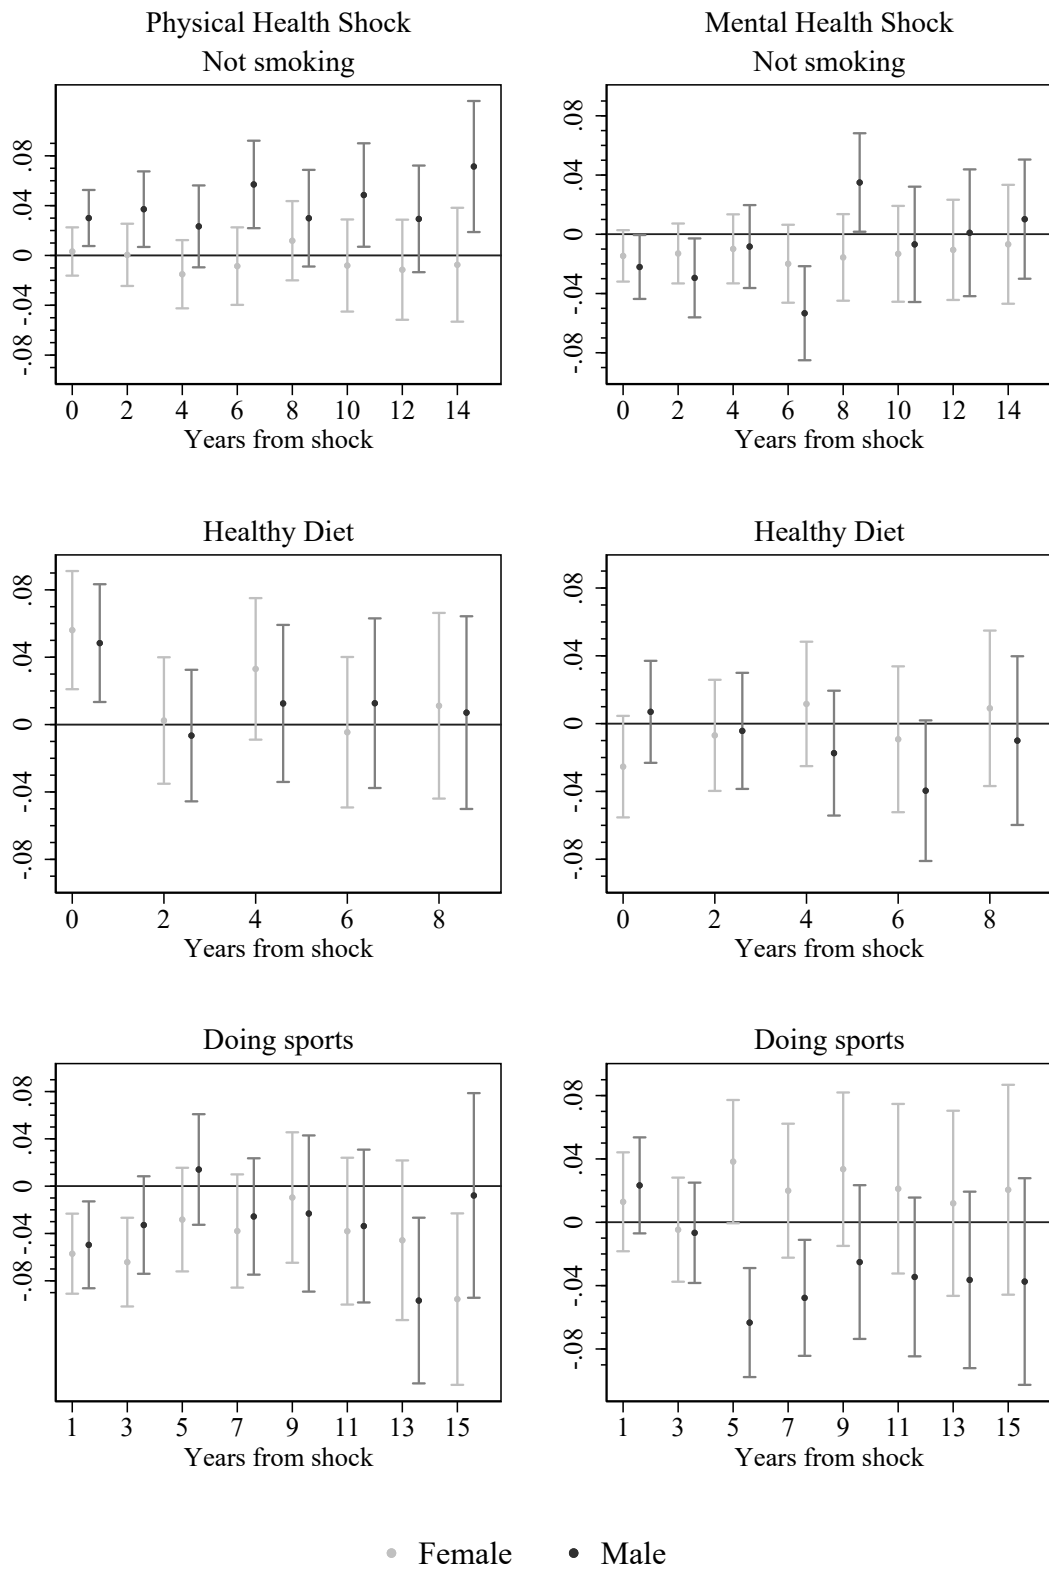 Physical Health Shock
Mental Health Shock
Not smoking
Not smoking
.08
.04
0
-.04
-.08
0 2 4 6 8 10 12 14
Years from shock
.08
.04
0
-.04
-.08
0 2 4 6 8 10 12 14
Years from shock
Healthy Diet
.08
.04
0
-.04
-.08
0 2 4 6 8
Years from shock
Healthy Diet
.08
.04
0
-.04
-.08
0 2 4 6 8
Years from shock
Doing sports
.08
.04
0
-.04
-.08
1 3 5 7 9 11 13 15
Years from shock
Doing sports
.08
.04
0
-.04
-.08
1 3 5 7 9 11 13 15
Years from shock
Female Male